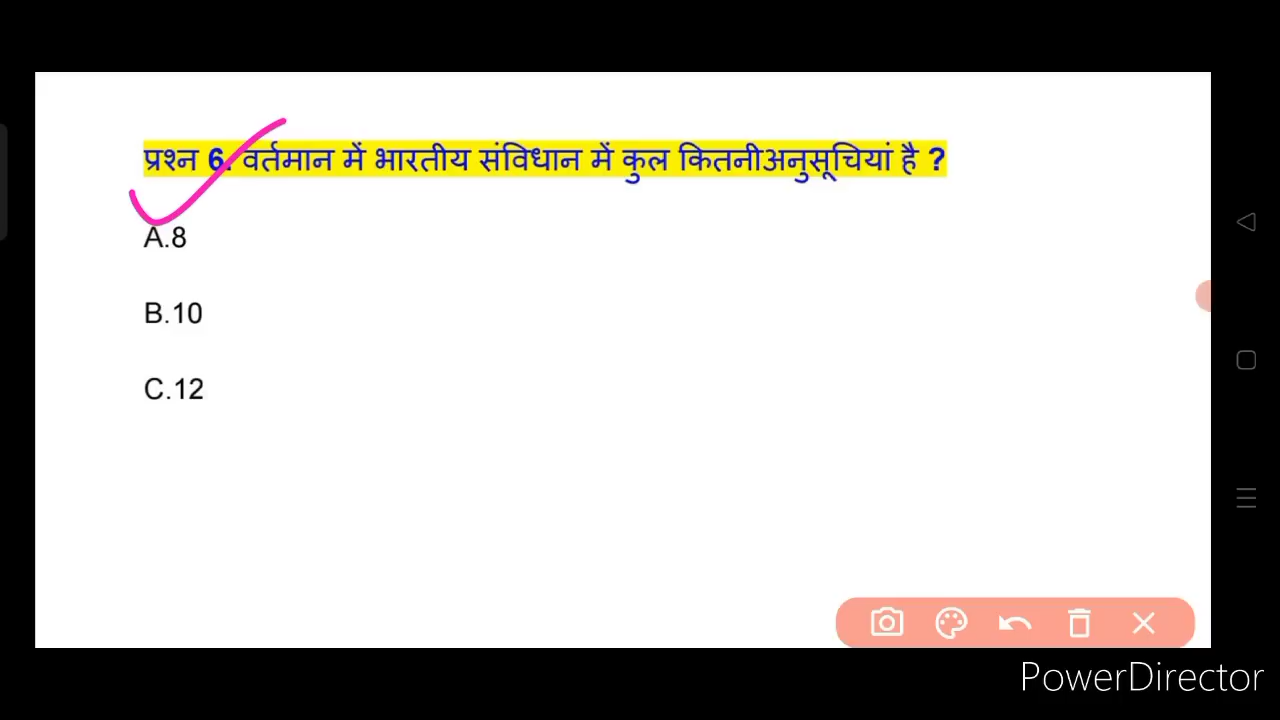 प्रश्न 6. वर्तमान में भारतीय संविधान में कुल कितनीअनुसूचियां है ?
A.8
B.10
C.12
PowerDirector